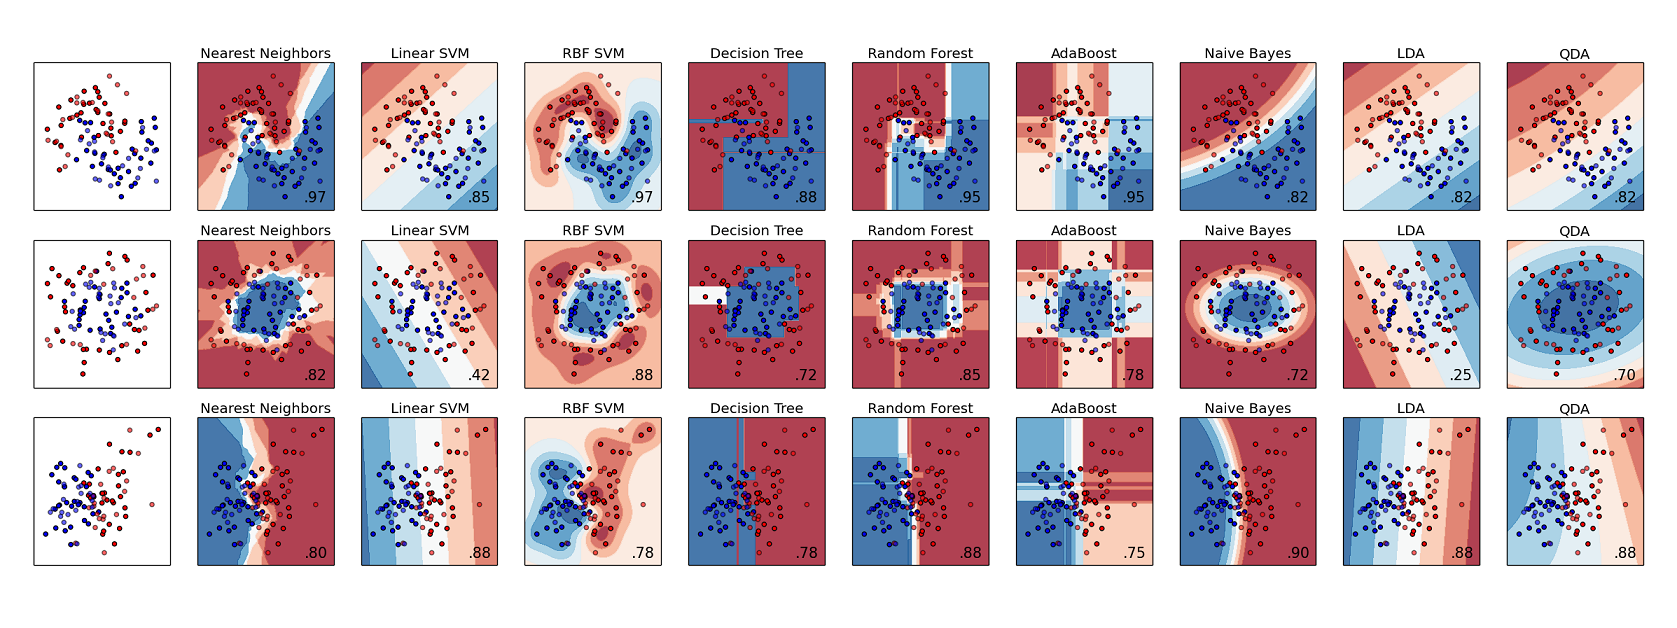 Nearest Neighbors Linear SVM RBF SVM Decision Tree Random Forest AdaBoost Naive Bayes LDA QDA
.97 .85 .97 .88 .95 .95 .82 .82 .82
Nearest Neighbors Linear SVM RBF SVM Decision Tree Random Forest AdaBoost Naive Bayes LDA QDA
.82 .42 .88 .72 .85 .78 .72 .25 .70
Nearest Neighbors Linear SVM RBF SVM Decision Tree Random Forest AdaBoost Naive Bayes LDA QDA
.80 .88 .78 .78 .88 .75 .90 .88 .88